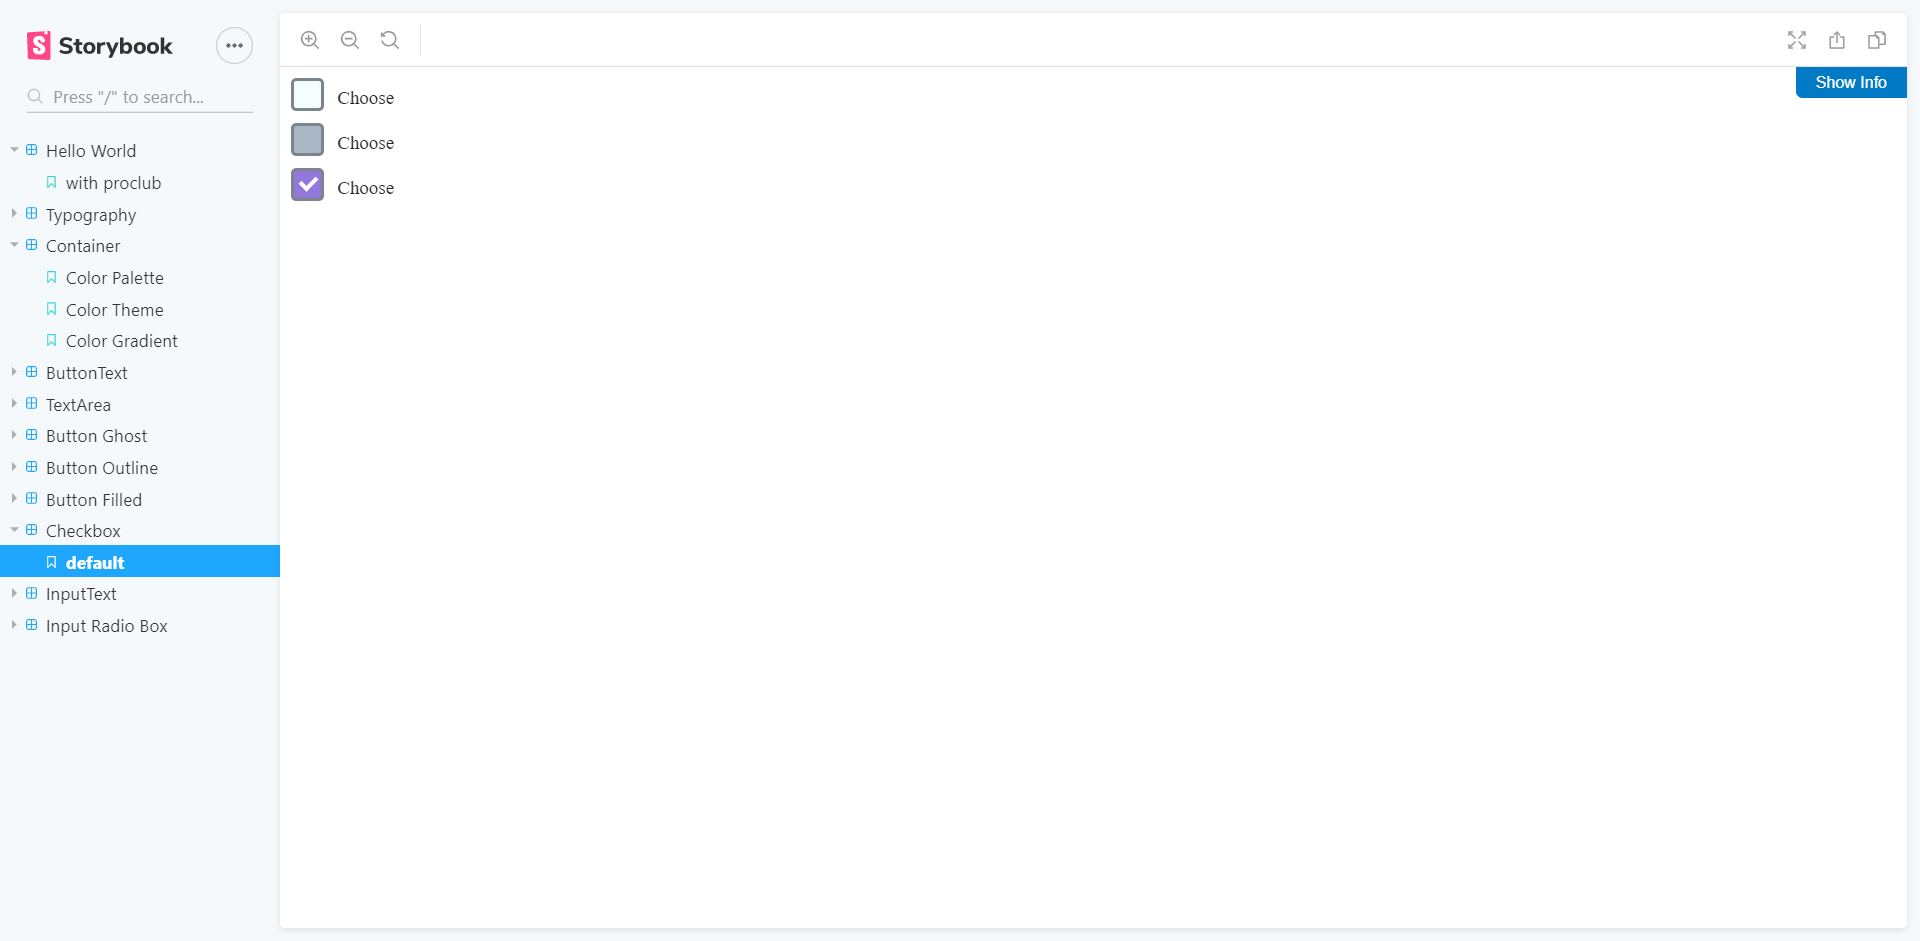 Storybook
Press "/" to search...
Hello World
with proclub
Typography
Container
Color Palette
Color Theme
Color Gradient
ButtonText
TextArea
Button Ghost
Button Outline
Button Filled
Checkbox
default
InputText
Input Radio Box
Show Info
Choose
Choose
Choose